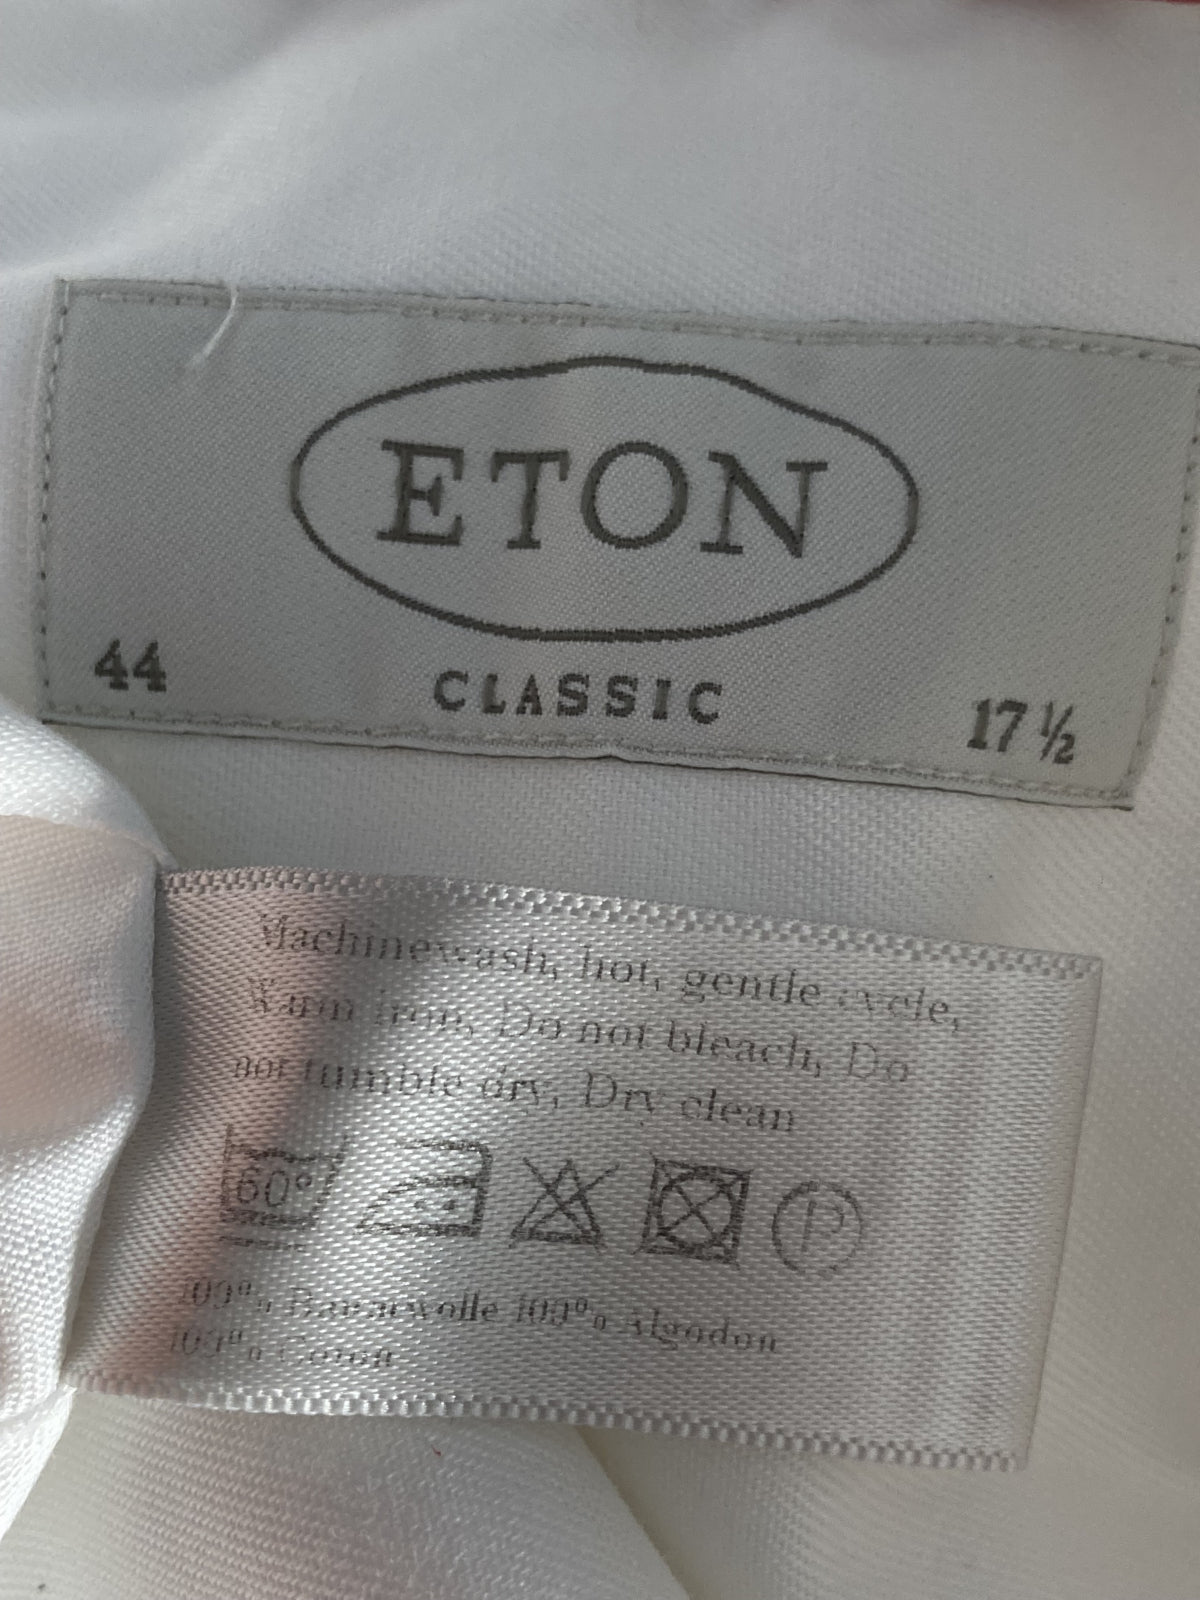 ETON
44 CLASSIC 17 ½
Machinewash, hot, gentle cycle,
Warm iron, Do not bleach, Do
not tumble dry, Dry clean
60° P
100% Baumwolle 100% Algodon
100% Coton